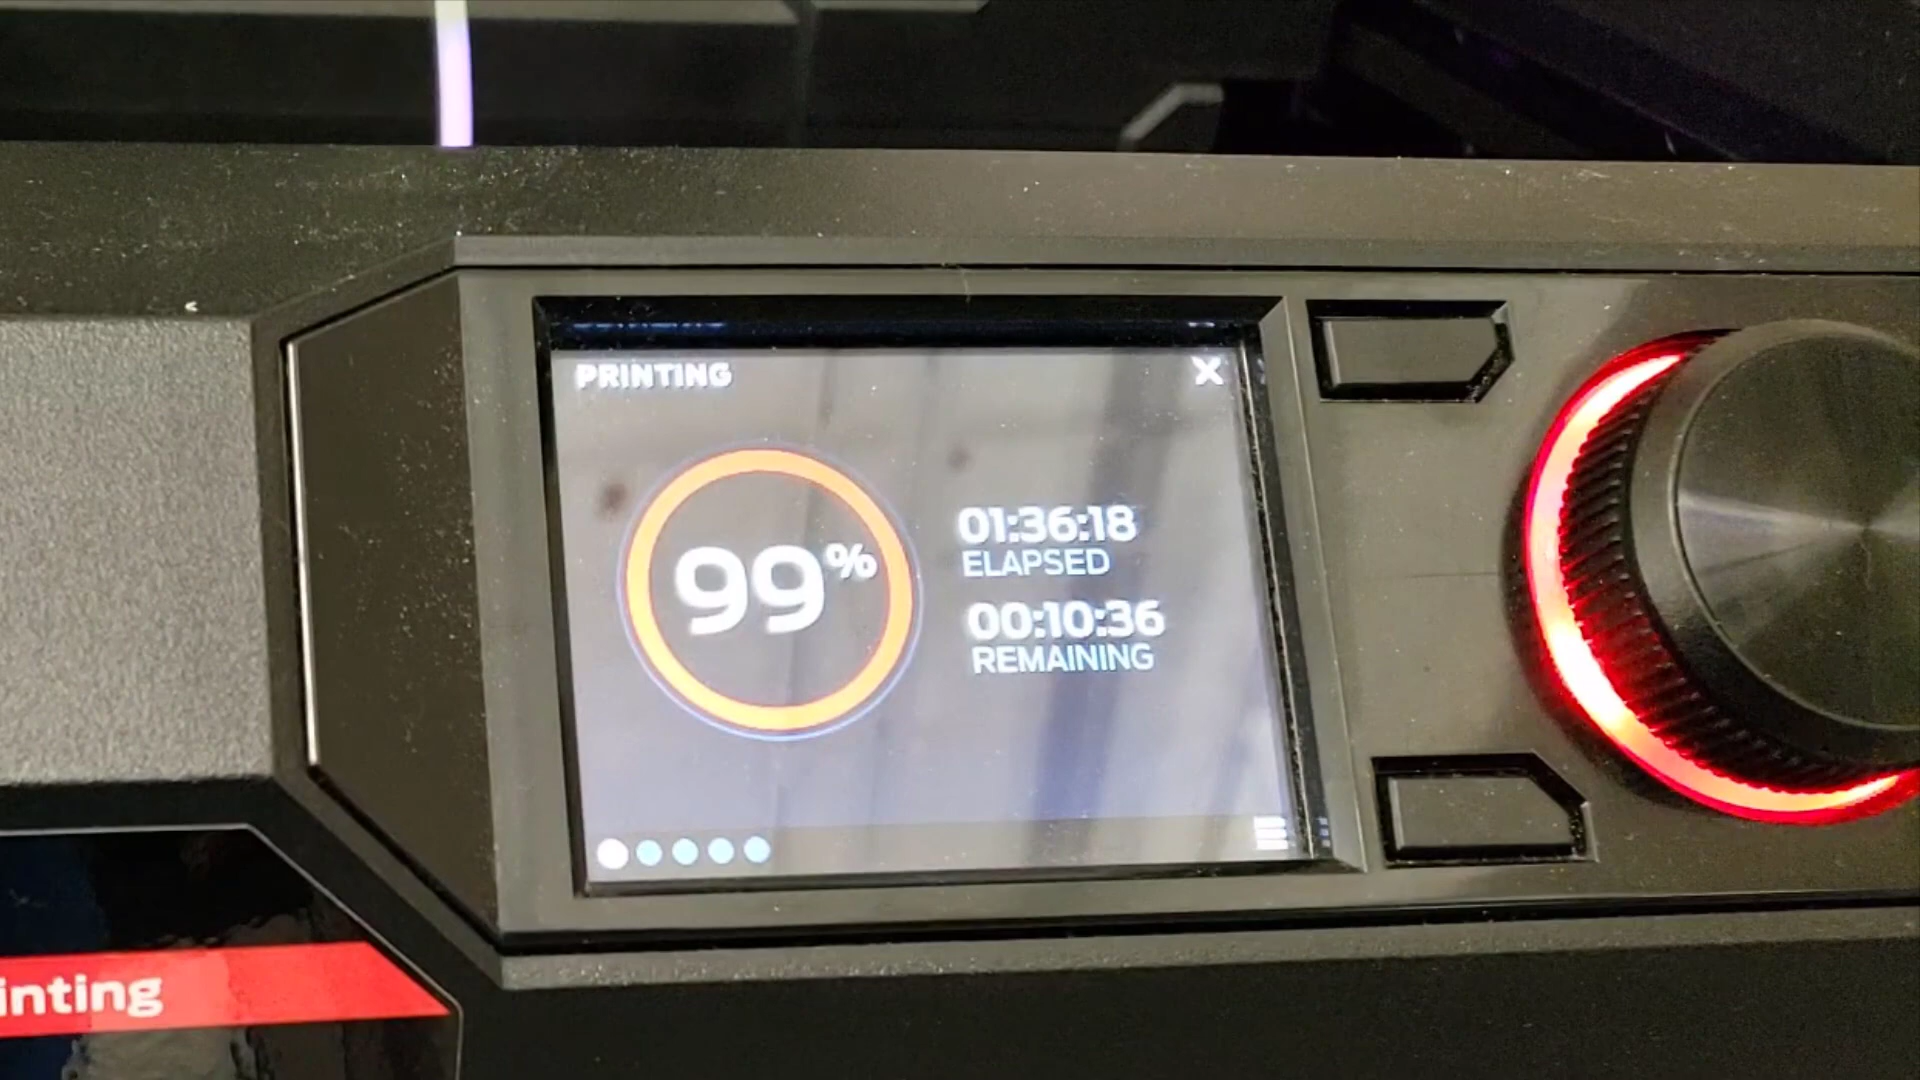 PRINTING X
99%
01:36:18
ELAPSED
00:10:36
REMAINING
inting